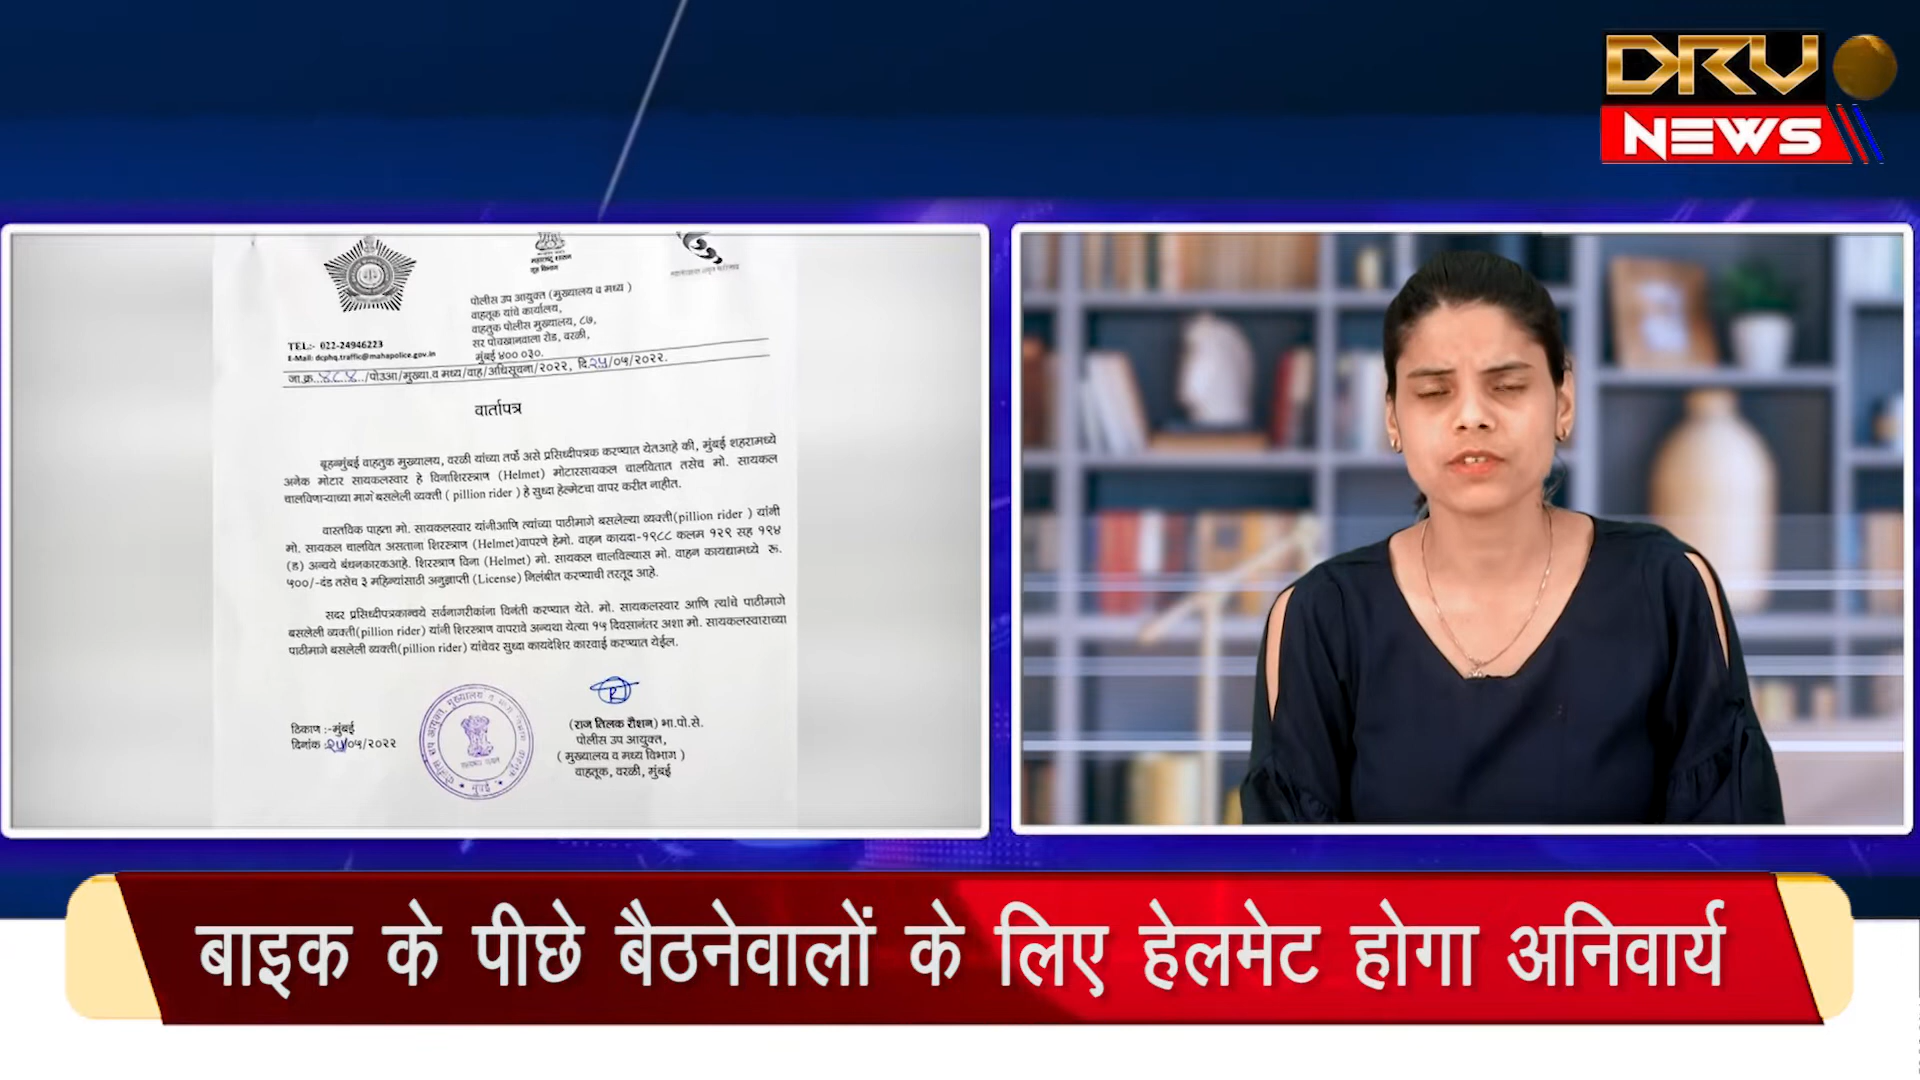 DRV
NEWS
महाराष्ट्र शासन
गृह विभाग
पोलीस उप आयुक्त (मुख्यालय व मध्य )
वाहतूक यांचे कार्यालय,
वाहतुक पोलीस मुख्यालय, ८७,
सर पोचखानवाला रोड, वरळी,
मुंबई ४०० ०३०.
TEL:- 022-24946223
E-Mail: dcphq.traffic@mahapolice.gov.in
जा.क्र. ४८४ /पोउआ/मुख्या.व मध्य/वाह/अधिसूचना/२०२२, दि.२५/०५/२०२२.
वार्तापत्र
बृहन्मुंबई वाहतुक मुख्यालय, वरळी यांच्या तर्फे असे प्रसिध्दीपत्रक करण्यात येतआहे की, मुंबई शहरामध्ये
अनेक मोटार सायकलस्वार हे विनाशिरस्त्राण (Helmet) मोटारसायकल चालवितात तसेच मो. सायकल
चालविणाऱ्याच्या मागे बसलेली व्यक्ती ( pillion rider ) हे सुध्दा हेल्मेटचा वापर करीत नाहीत.
वास्तविक पाहता मो. सायकलस्वार यांनीआणि त्यांच्या पाठीमागे बसलेल्या व्यक्ती(pillion rider ) यांनी
मो. सायकल चालवित असताना शिरस्त्राण (Helmet)वापरणे हेमो. वाहन कायदा-१९८८ कलम १२९ सह १९४
(ड) अन्वये बंधनकारकआहे. शिरस्त्राण विना (Helmet) मो. सायकल चालविल्यास मो. वाहन कायद्यामध्ये रू.
५००/-दंड तसेच ३ महिन्यांसाठी अनुज्ञाप्ती (License) निलंबीत करण्याची तरतूद आहे.
सदर प्रसिध्दीपत्रकान्वये सर्वनागरीकांना विनंती करण्यात येते. मो. सायकलस्वार आणि त्यांचे पाठीमागे
बसलेली व्यक्ती(pillion rider) यांनी शिरस्त्राण वापरावे अन्यथा येत्या १५ दिवसानंतर अशा मो. सायकलस्वाराच्या
पाठीमागे बसलेली व्यक्ती(pillion rider) यांचेवर सुध्दा कायदेशिर कारवाई करण्यात येईल.
ठिकाण :-मुंबई
दिनांक :-२५/०५/२०२२
(राज तिलक रौशन) भा.पो.से.
पोलीस उप आयुक्त,
( मुख्यालय व मध्य विभाग )
वाहतूक, वरळी, मुंबई
बाइक के पीछे बैठनेवालों के लिए हेलमेट होगा अनिवार्य